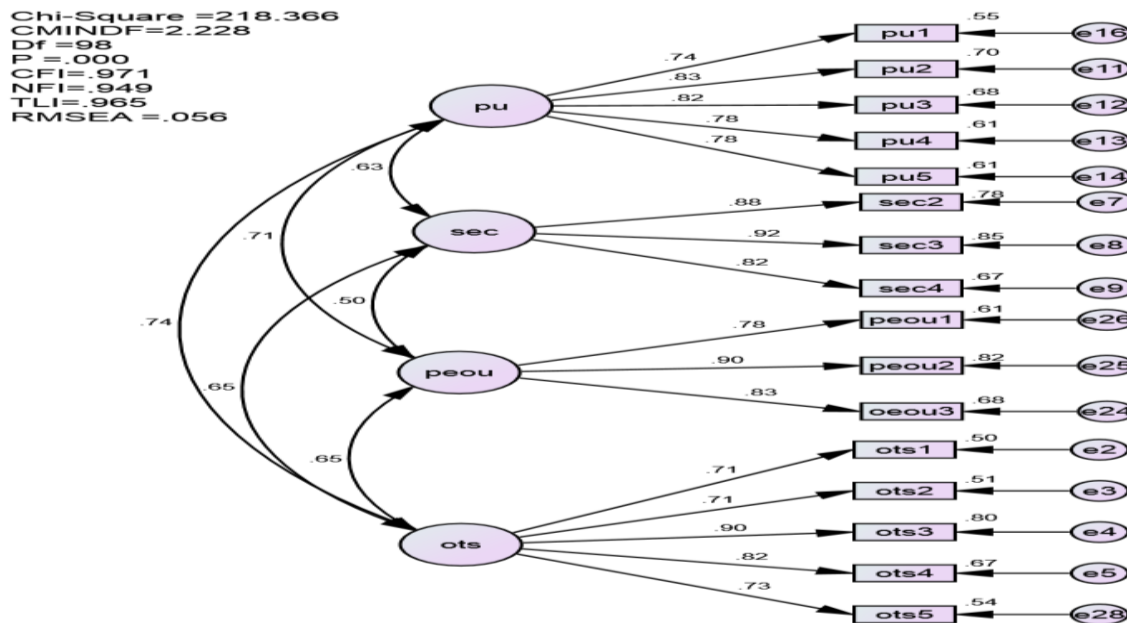 Chi-Square =218.366
CMINDF=2.228
Df =98
P =.000
CFI=.971
NFI=.949
TLI=.965
RMSEA =.056
.55
pu1
e16
.74
.70
pu2
e11
.83
pu
.68
pu3
e12
.82
.61
pu4
e13
.78
.61
pu5
e14
.78
.63
.78
sec2
e7
.88
sec
.85
sec3
e8
.92
.71
.67
sec4
e9
.82
.50
.61
peou1
e26
.78
.74
peou
.82
peou2
e25
.90
.65
.68
oeou3
e24
.83
.50
ots1
e2
.71
.65
.51
ots2
e3
.71
.80
ots3
e4
.90
ots
.67
ots4
e5
.82
.54
ots5
e28
.73